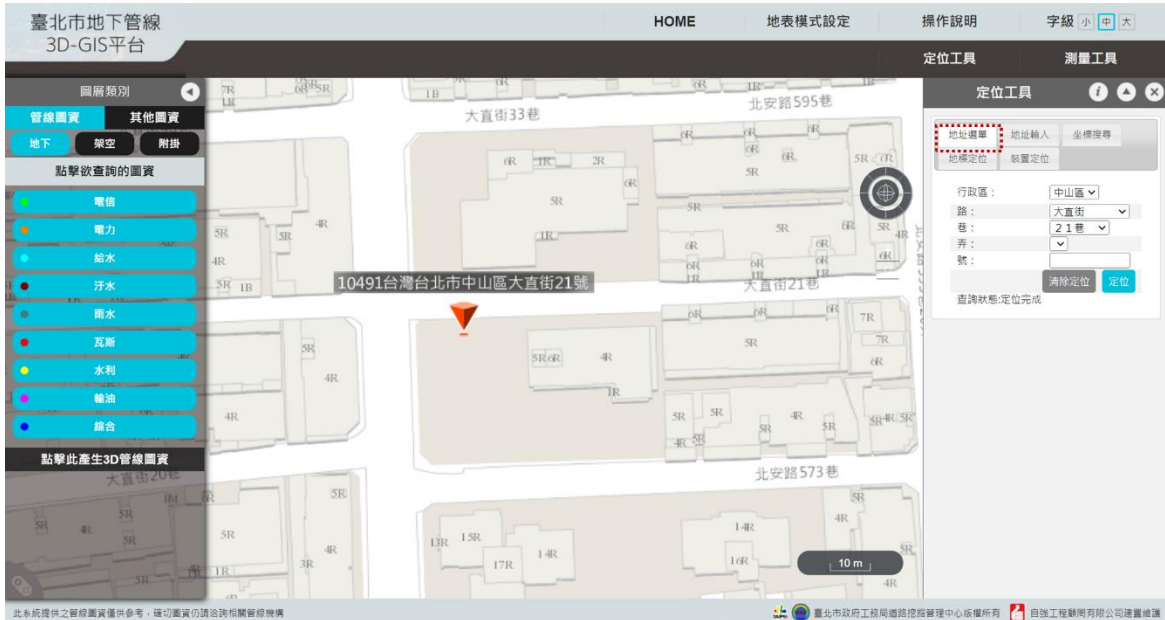 臺北市地下管線
3D-GIS平台
HOME
地表模式設定
操作說明
字級 小 中 大
定位工具
測量工具
圖層類別
管線圖資
其他圖資
地下
架空
附掛
點擊欲查詢的圖資
電信
電力
給水
汙水
雨水
瓦斯
水利
輸油
綜合
點擊此產生3D管線圖資
大直街20巷
大直街33巷
北安路595巷
10491台灣台北市中山區大直街21號
大直街21巷
北安路573巷
10 m
定位工具
地址選單
地址輸入
坐標搜尋
地標定位
裝置定位
行政區：
中山區
路：
大直街
巷：
２１巷
弄：
號：
清除定位
定位
查詢狀態:定位完成
此系統提供之管線圖資僅供參考，確切圖資仍請洽詢相關管線機構
TAIPEI
臺北市政府工務局道路挖掘管理中心版權所有
自強工程顧問有限公司建置維護